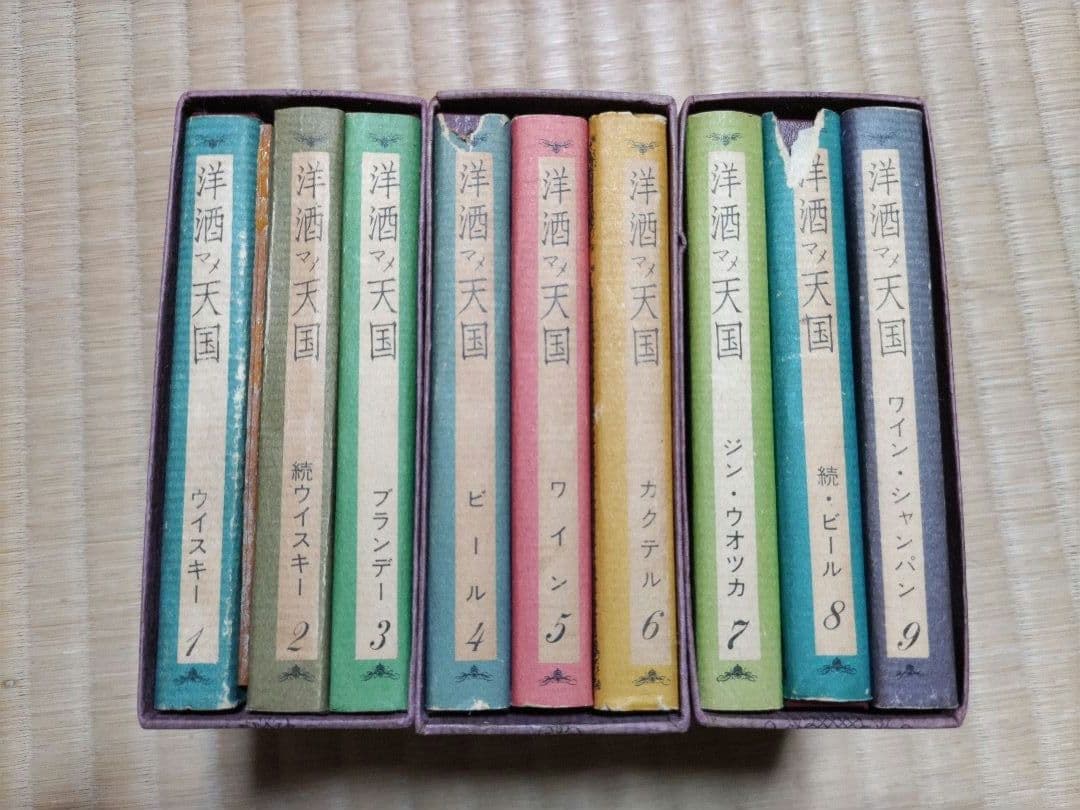 洋酒マメ天国 ウイスキー 1
洋酒マメ天国 続ウイスキー 2
洋酒マメ天国 ブランデー 3
洋酒マメ天国 ビール 4
洋酒マメ天国 ワイン 5
洋酒マメ天国 カクテル 6
洋酒マメ天国 ジン・ウオツカ 7
洋酒マメ天国 続・ビール 8
洋酒マメ天国 ワイン・シャンパン 9